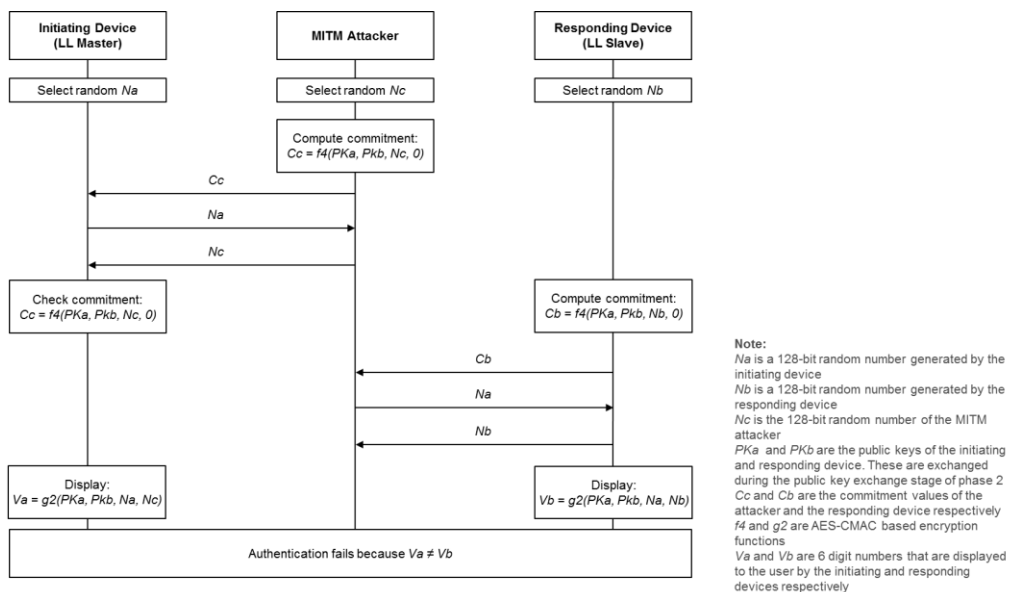 Initiating Device
(LL Master)
MITM Attacker
Responding Device
(LL Slave)
Select random Na
Select random Nc
Select random Nb
Compute commitment:
Cc = f4(PKa, Pkb, Nc, 0)
Cc
Na
Nc
Check commitment:
Cc = f4(PKa, Pkb, Nc, 0)
Compute commitment:
Cb = f4(PKa, Pkb, Nb, 0)
Cb
Na
Nb
Display:
Va = g2(PKa, Pkb, Na, Nc)
Display:
Vb = g2(PKa, Pkb, Na, Nb)
Authentication fails because Va ≠ Vb
Note:
Na is a 128-bit random number generated by the
initiating device
Nb is a 128-bit random number generated by the
responding device
Nc is the 128-bit random number of the MITM
attacker
PKa and PKb are the public keys of the initiating
and responding device. These are exchanged
during the public key exchange stage of phase 2
Cc and Cb are the commitment values of the
attacker and the responding device respectively
f4 and g2 are AES-CMAC based encryption
functions
Va and Vb are 6 digit numbers that are displayed
to the user by the initiating and responding
devices respectively